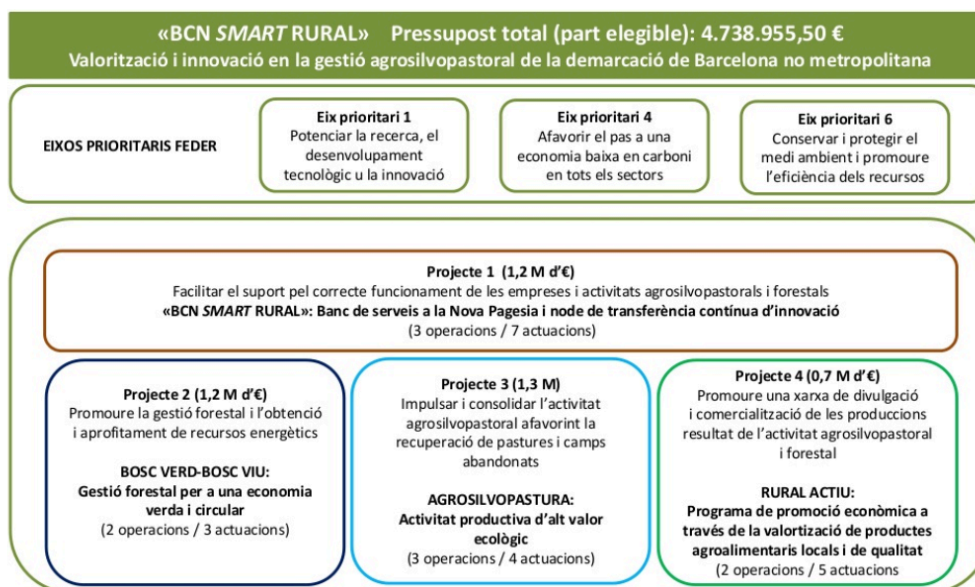 «BCN SMART RURAL» Pressupost total (part elegible): 4.738.955,50 €
Valorització i innovació en la gestió agrosilvopastoral de la demarcació de Barcelona no metropolitana
EIXOS PRIORITARIS FEDER
Eix prioritari 1
Potenciar la recerca, el
desenvolupament
tecnològic u la innovació
Eix prioritari 4
Afavorir el pas a una
economia baixa en carboni
en tots els sectors
Eix prioritari 6
Conservar i protegir el
medi ambient i promoure
l'eficiència dels recursos
Projecte 1 (1,2 M d'€)
Facilitar el suport pel correcte funcionament de les empreses i activitats agrosilvopastorals i forestals
«BCN SMART RURAL»: Banc de serveis a la Nova Pagesia i node de transferència contínua d'innovació
(3 operacions / 7 actuacions)
Projecte 2 (1,2 M d'€)
Promoure la gestió forestal i l'obtenció
i aprofitament de recursos energètics
BOSC VERD-BOSC VIU:
Gestió forestal per a una economia
verda i circular
(2 operacions / 3 actuacions)
Projecte 3 (1,3 M)
Impulsar i consolidar l'activitat
agrosilvopastoral afavorint la
recuperació de pastures i camps
abandonats
AGROSILVOPASTURA:
Activitat productiva d'alt valor
ecològic
(3 operacions / 4 actuacions)
Projecte 4 (0,7 M d'€)
Promoure una xarxa de divulgació
i comercialització de les produccions
resultat de l'activitat agrosilvopastoral
i forestal
RURAL ACTIU:
Programa de promoció econòmica a
través de la valortizació de productes
agroalimentaris locals i de qualitat
(2 operacions / 5 actuacions